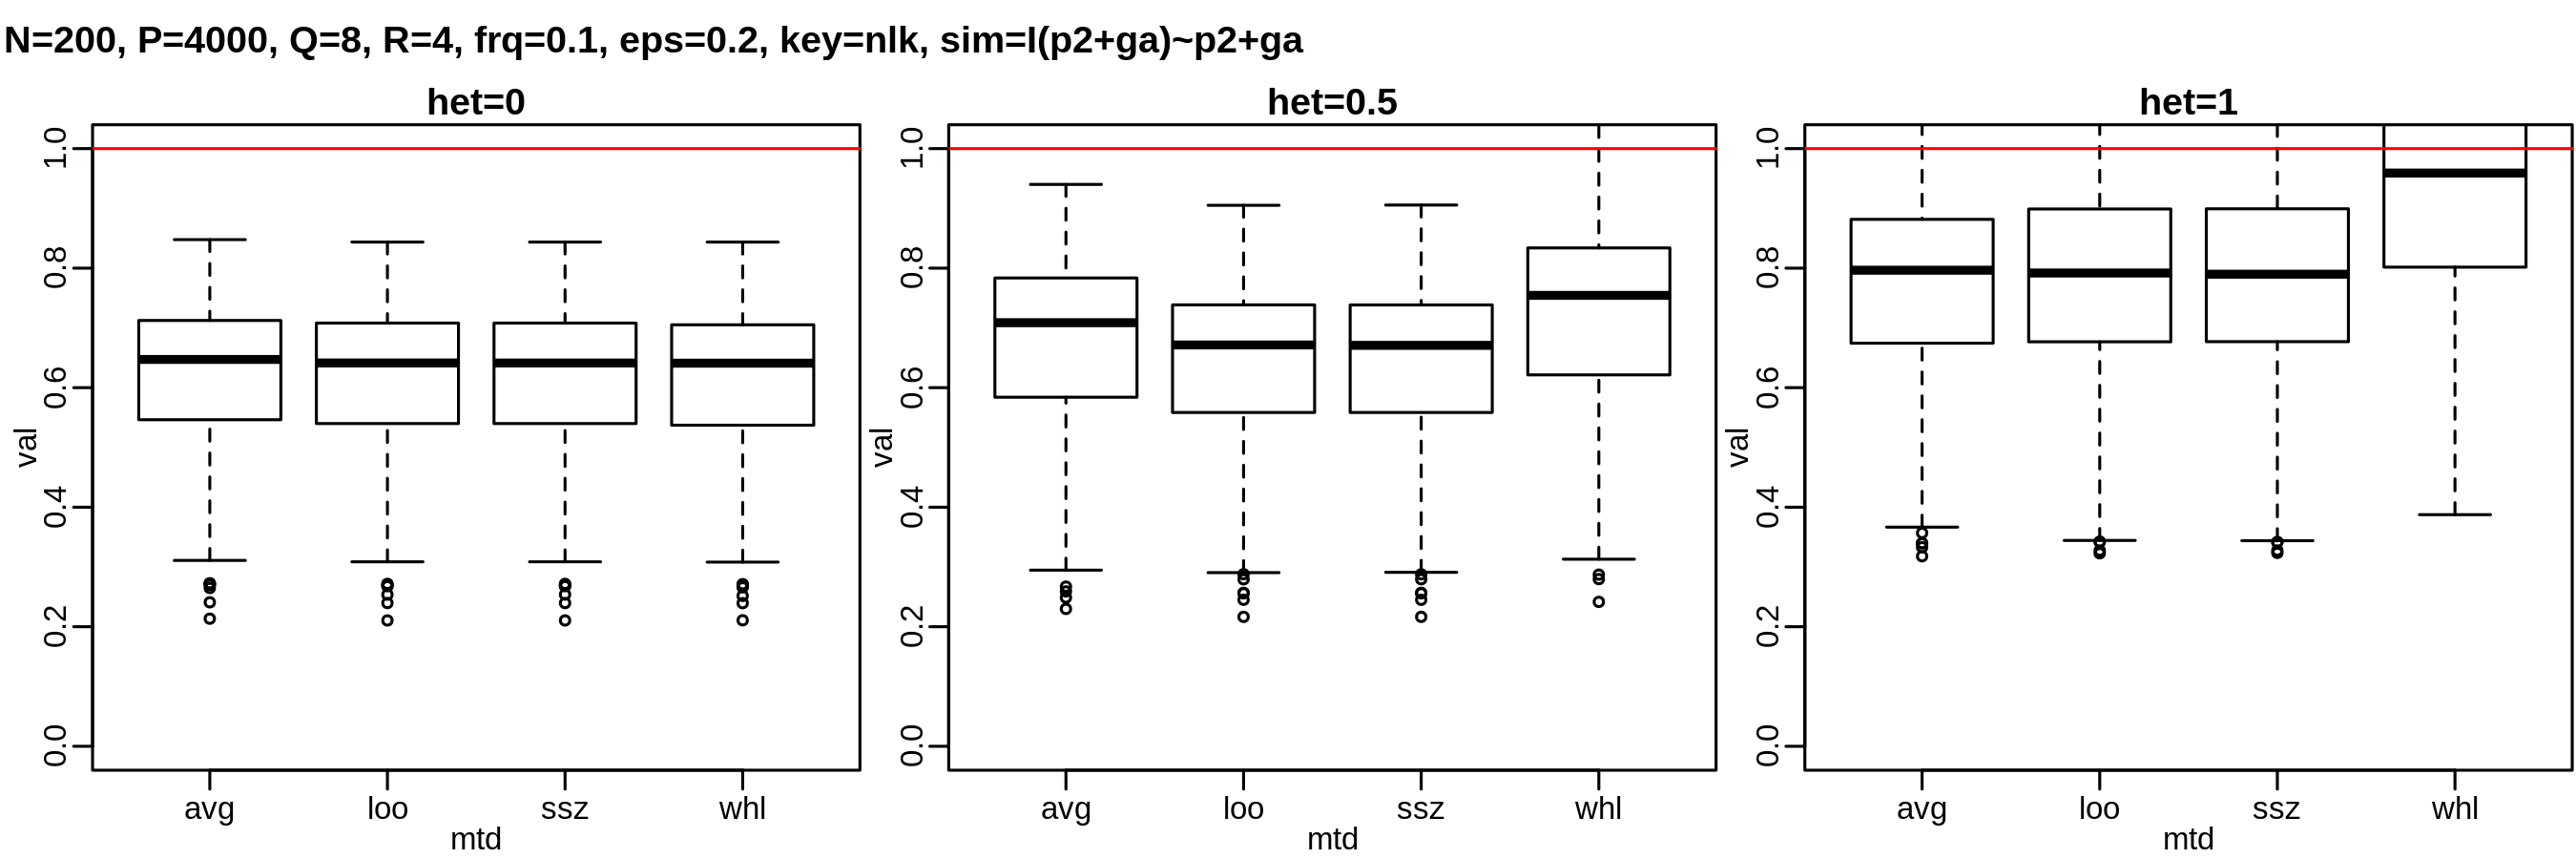 N=200, P=4000, Q=8, R=4, frq=0.1, eps=0.2, key=nlk, sim=I(p2+ga)~p2+ga
het=0
val
0.0 0.2 0.4 0.6 0.8 1.0
avg loo ssz whl
mtd
het=0.5
val
0.0 0.2 0.4 0.6 0.8 1.0
avg loo ssz whl
mtd
het=1
val
0.0 0.2 0.4 0.6 0.8 1.0
avg loo ssz whl
mtd